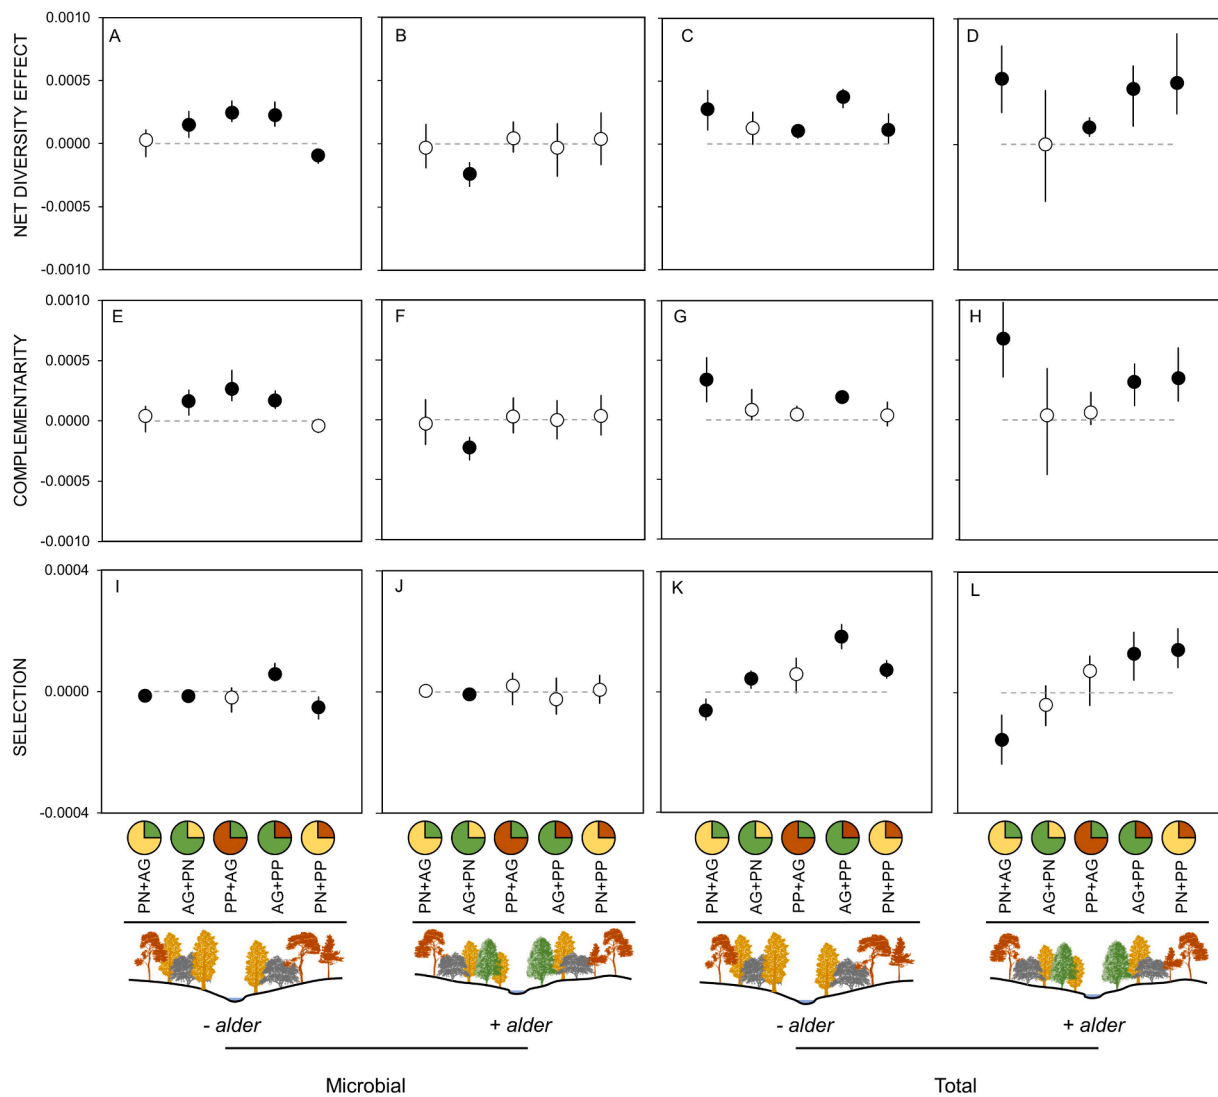 NET DIVERSITY EFFECT
0.0010
0.0005
0.0000
-0.0005
-0.0010
A
B
C
D
COMPLEMENTARITY
0.0010
0.0005
0.0000
-0.0005
-0.0010
E
F
G
H
SELECTION
0.0004
0.0000
-0.0004
I
J
K
L
PN+AG
AG+PN
PP+AG
AG+PP
PN+PP
PN+AG
AG+PN
PP+AG
AG+PP
PN+PP
PN+AG
AG+PN
PP+AG
AG+PP
PN+PP
PN+AG
AG+PN
PP+AG
AG+PP
PN+PP
- alder
+ alder
- alder
+ alder
Microbial
Total